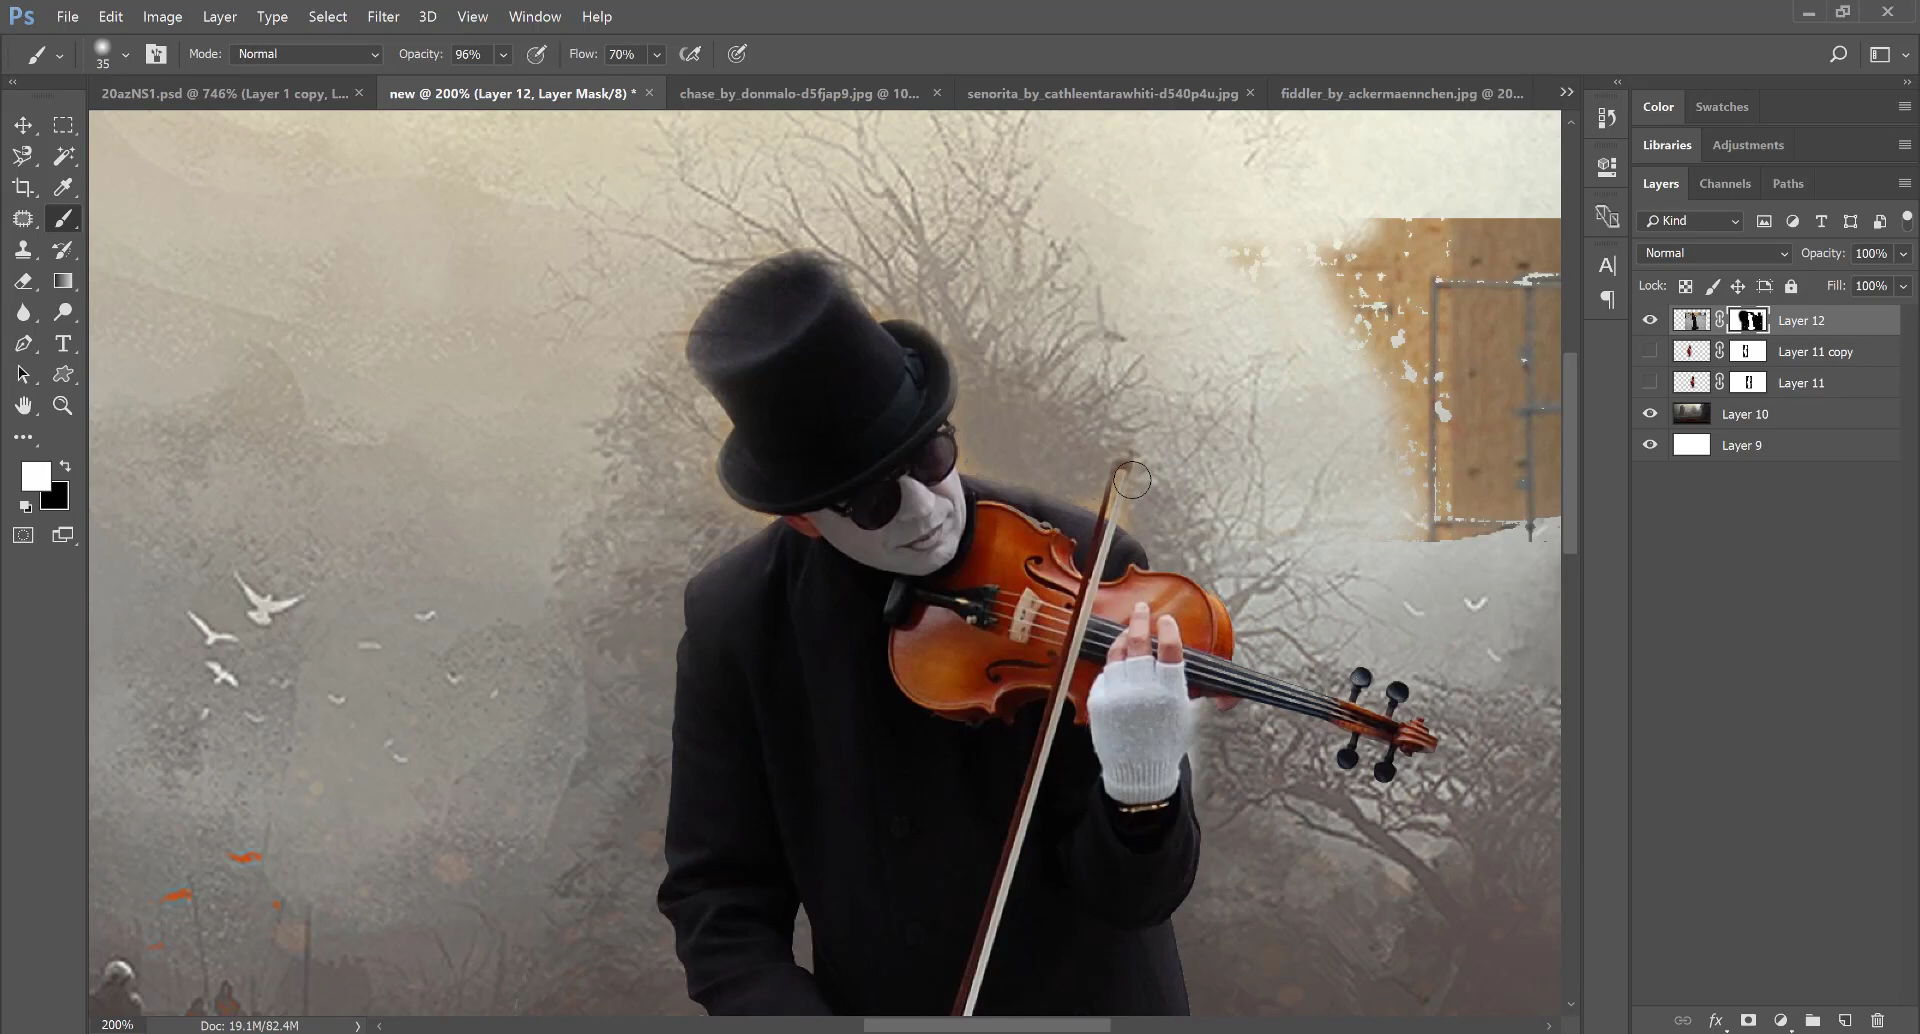 Ps File Edit Image Layer Type Select Filter 3D View Window Help
35 Mode: Normal Opacity: 96% Flow: 70%
20azNS1.psd @ 746% (Layer 1 copy, L... × new @ 200% (Layer 12, Layer Mask/8) * × chase_by_donmalo-d5fjap9.jpg @ 10... × senorita_by_cathleentarawhiti-d540p4u.jpg × fiddler_by_ackermaennchen.jpg @ 20... >>
Color Swatches
Libraries Adjustments
Layers Channels Paths
Kind
Normal Opacity: 100%
Lock: Fill: 100%
Layer 12
Layer 11 copy
Layer 11
Layer 10
Layer 9
200% Doc: 19.1M/82.4M